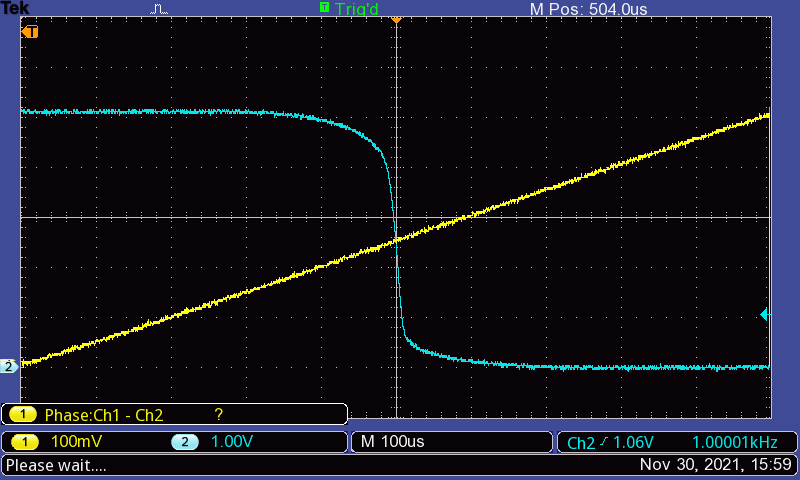 Tek T Trig'd M Pos: 504.0us
T
2
1 Phase:Ch1 - Ch2 ?
1 100mV 2 1.00V M 100us Ch2 1.06V 1.00001kHz
Please wait.... Nov 30, 2021, 15:59